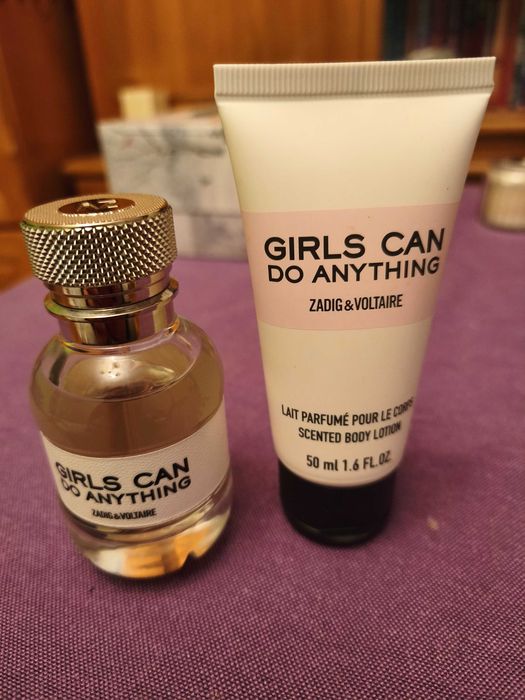 GIRLS CAN
DO ANYTHING
ZADIG&VOLTAIRE
GIRLS CAN
DO ANYTHING
ZADIG&VOLTAIRE
LAIT PARFUMÉ POUR LE CORPS
SCENTED BODY LOTION
50 ml 1.6 FL.OZ.